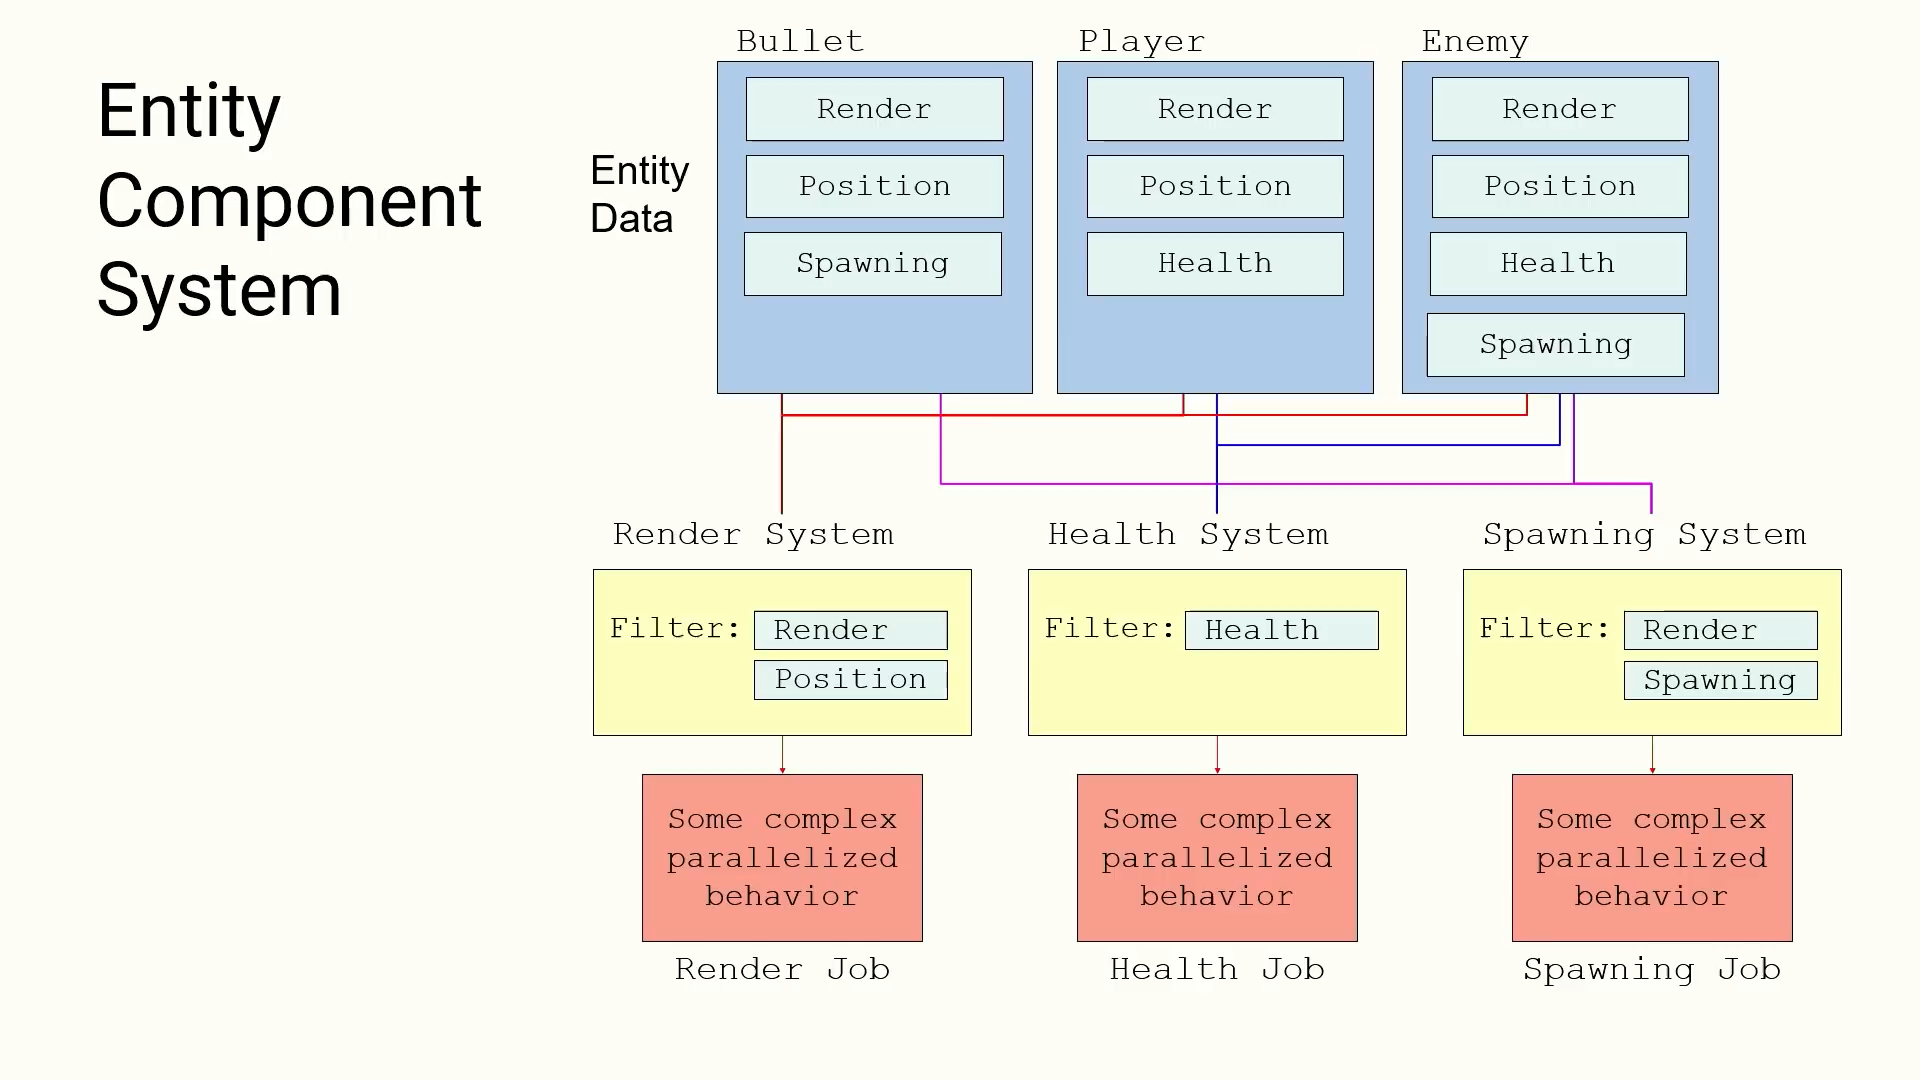 Entity
Component
System
Entity
Data
Bullet
Render
Position
Spawning
Player
Render
Position
Health
Enemy
Render
Position
Health
Spawning
Render System
Filter: Render
Position
Some complex
parallelized
behavior
Render Job
Health System
Filter: Health
Some complex
parallelized
behavior
Health Job
Spawning System
Filter: Render
Spawning
Some complex
parallelized
behavior
Spawning Job